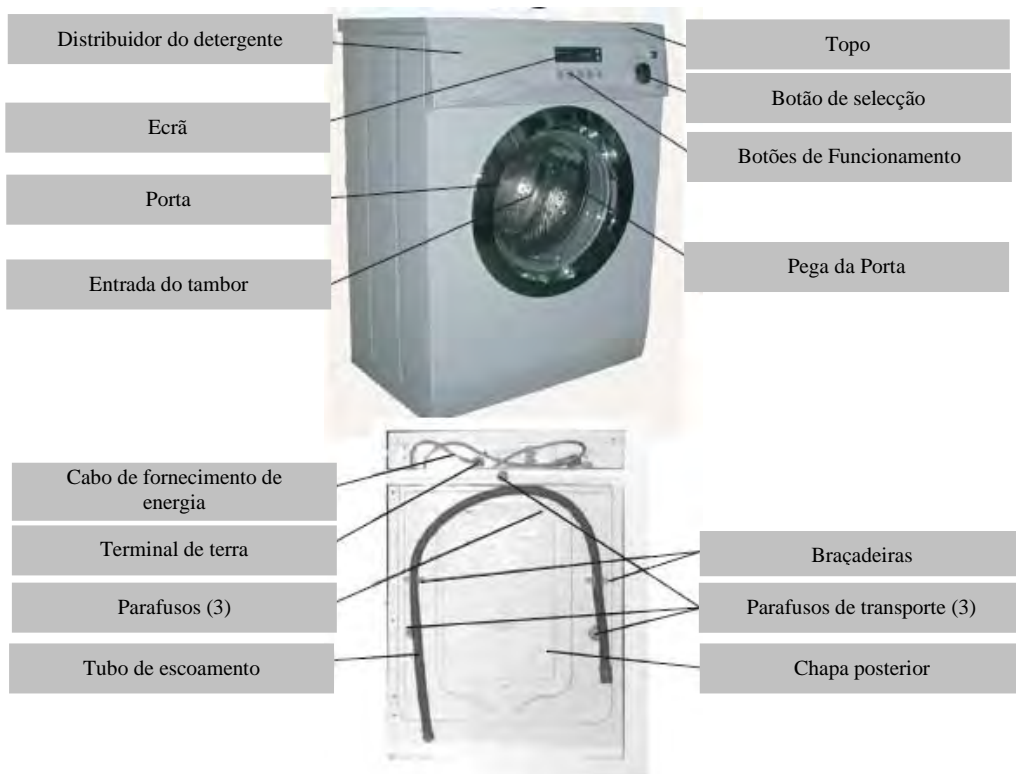 Distribuidor do detergente
Topo
Botão de selecção
Ecrã
Botões de Funcionamento
Porta
Pega da Porta
Entrada do tambor
Cabo de fornecimento de
energia
Terminal de terra
Braçadeiras
Parafusos (3)
Parafusos de transporte (3)
Tubo de escoamento
Chapa posterior